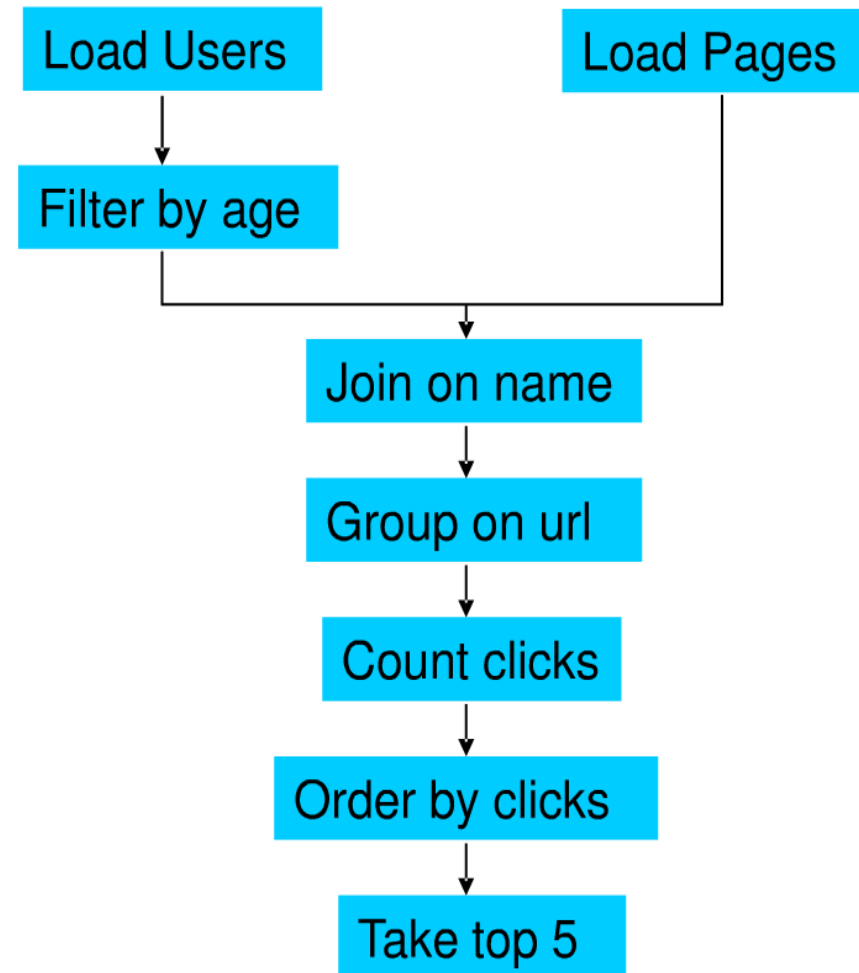 Load Users
Load Pages
Filter by age
Join on name
Group on url
Count clicks
Order by clicks
Take top 5